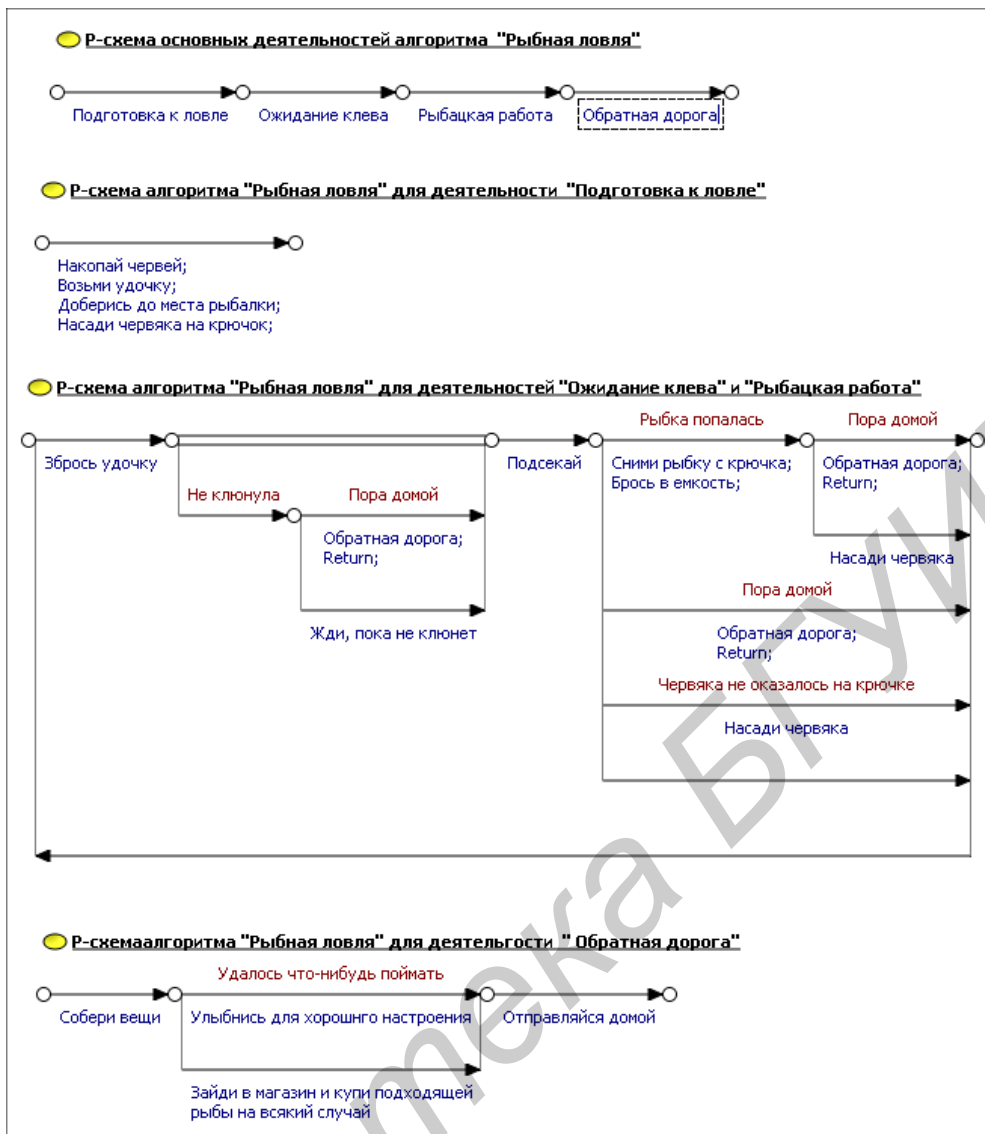 Р-схема основных деятельностей алгоритма "Рыбная ловля"
Подготовка к ловле
Ожидание клева
Рыбацкая работа
Обратная дорога
Р-схема алгоритма "Рыбная ловля" для деятельности "Подготовка к ловле"
Накопай червей;
Возьми удочку;
Доберись до места рыбалки;
Насади червяка на крючок;
Р-схема алгоритма "Рыбная ловля" для деятельностей "Ожидание клева" и "Рыбацкая работа"
Рыбка попалась
Пора домой
Збрось удочку
Подсекай
Сними рыбку с крючка;
Брось в емкость;
Обратная дорога;
Return;
Не клюнула
Пора домой
Обратная дорога;
Return;
Насади червяка
Жди, пока не клюнет
Пора домой
Обратная дорога;
Return;
Червяка не оказалось на крючке
Насади червяка
Р-схемаалгоритма "Рыбная ловля" для деятельгости " Обратная дорога"
Удалось что-нибудь поймать
Собери вещи
Улыбнись для хорошнго настроения
Отправляйся домой
Зайди в магазин и купи подходящей
рыбы на всякий случай
тека БГУИ